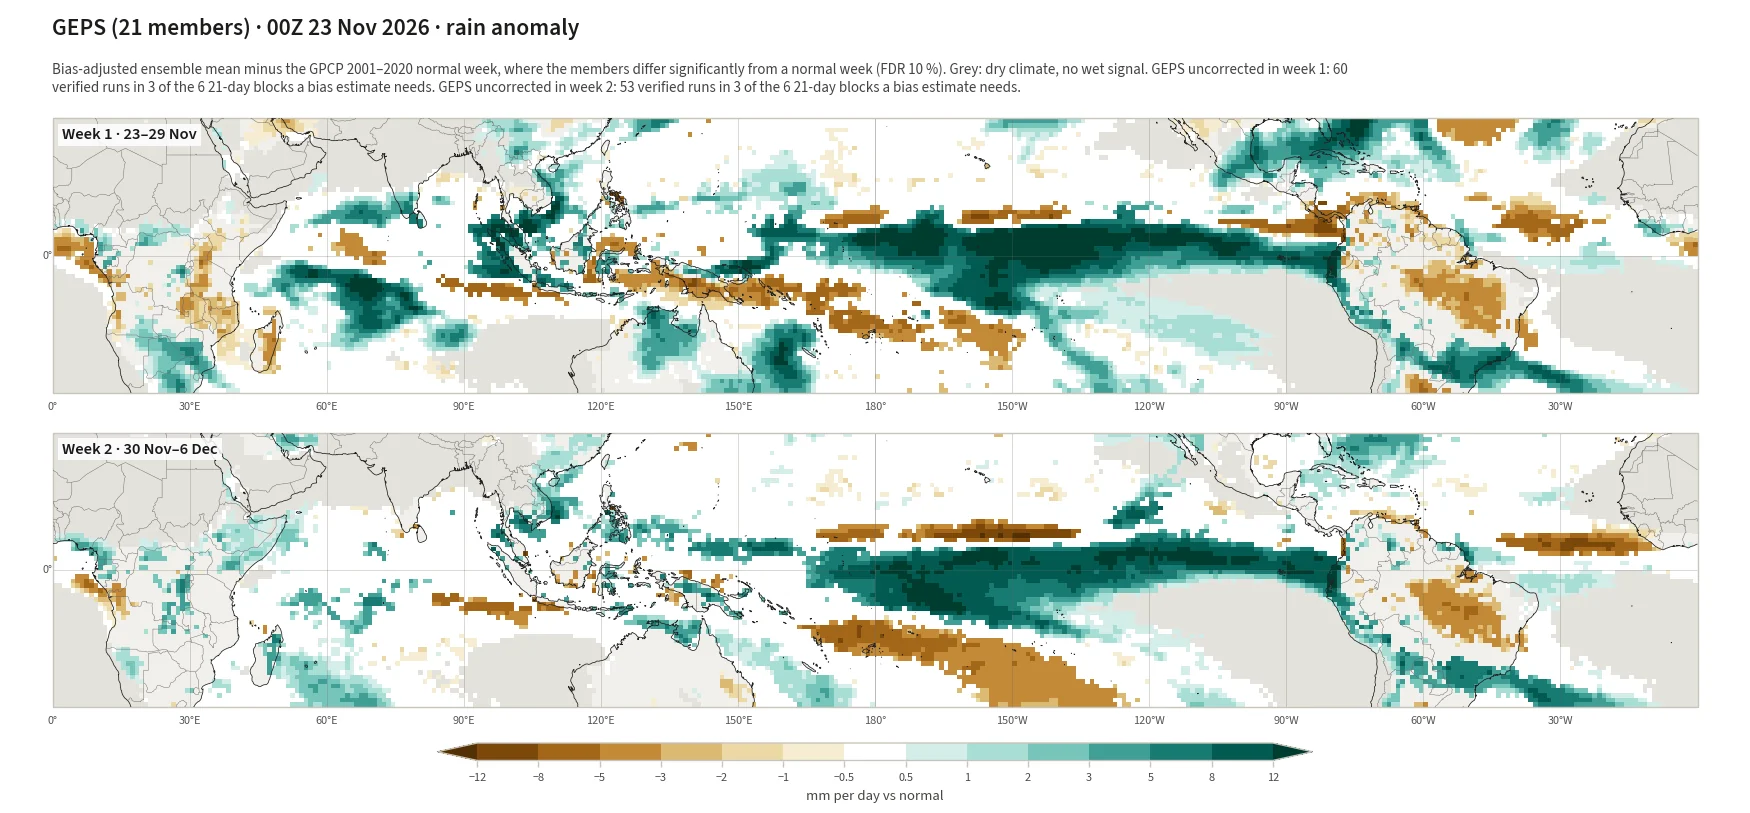 GEPS (21 members) · 00Z 23 Nov 2026 · rain anomaly
Bias-adjusted ensemble mean minus the GPCP 2001–2020 normal week, where the members differ significantly from a normal week (FDR 10 %). Grey: dry climate, no wet signal. GEPS uncorrected in week 1: 60
verified runs in 3 of the 6 21-day blocks a bias estimate needs. GEPS uncorrected in week 2: 53 verified runs in 3 of the 6 21-day blocks a bias estimate needs.
Week 1 · 23–29 Nov
0°
0° 30°E 60°E 90°E 120°E 150°E 180° 150°W 120°W 90°W 60°W 30°W
Week 2 · 30 Nov–6 Dec
0°
0° 30°E 60°E 90°E 120°E 150°E 180° 150°W 120°W 90°W 60°W 30°W
−12 −8 −5 −3 −2 −1 −0.5 0.5 1 2 3 5 8 12
mm per day vs normal